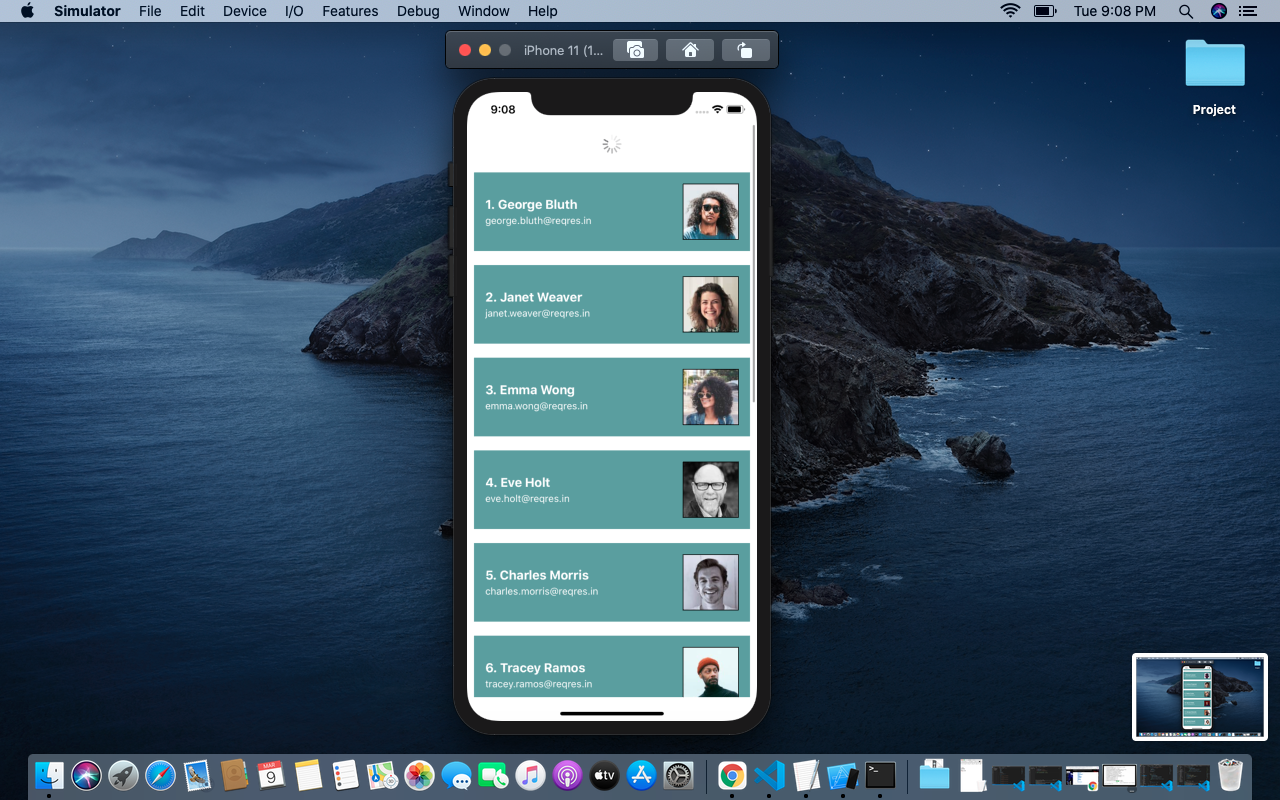 Simulator File Edit Device I/O Features Debug Window Help Tue 9:08 PM
iPhone 11 (1...
Project
9:08
1. George Bluth
george.bluth@reqres.in
2. Janet Weaver
janet.weaver@reqres.in
3. Emma Wong
emma.wong@reqres.in
4. Eve Holt
eve.holt@reqres.in
5. Charles Morris
charles.morris@reqres.in
6. Tracey Ramos
tracey.ramos@reqres.in
MAR
9
tv
>_